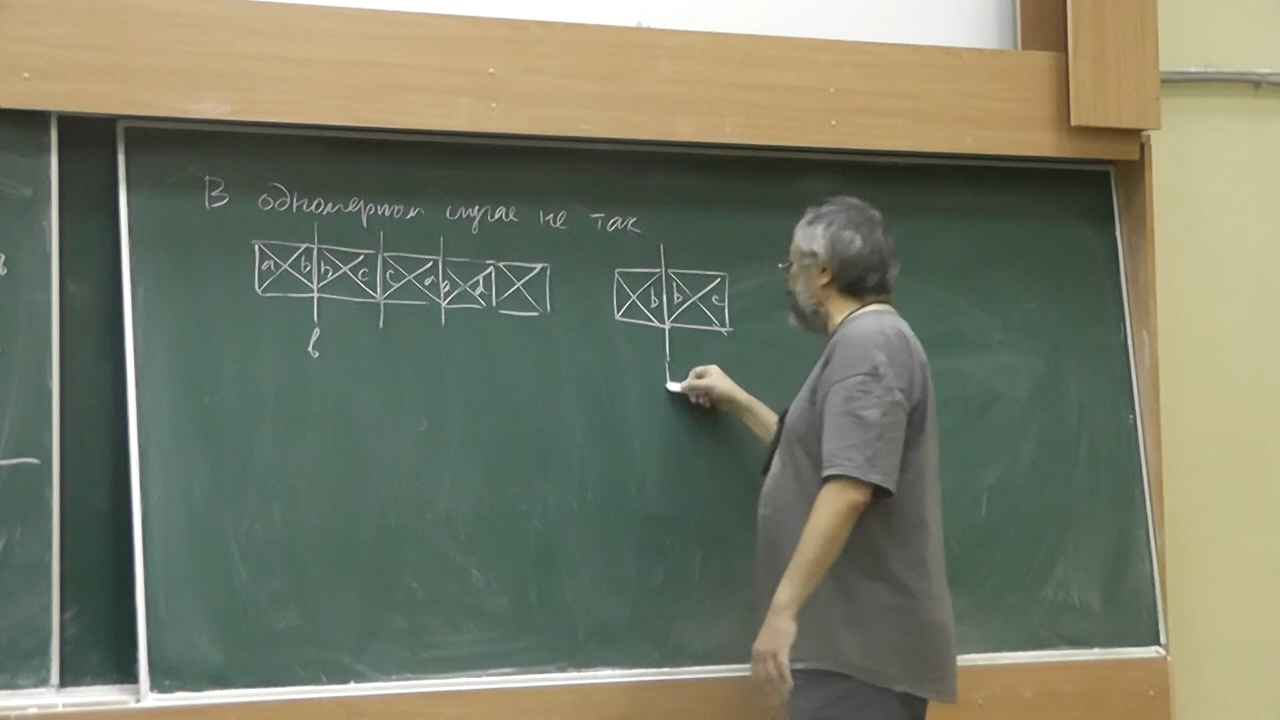 В одномерном случае не так
a b b c c a a d
b b c
b